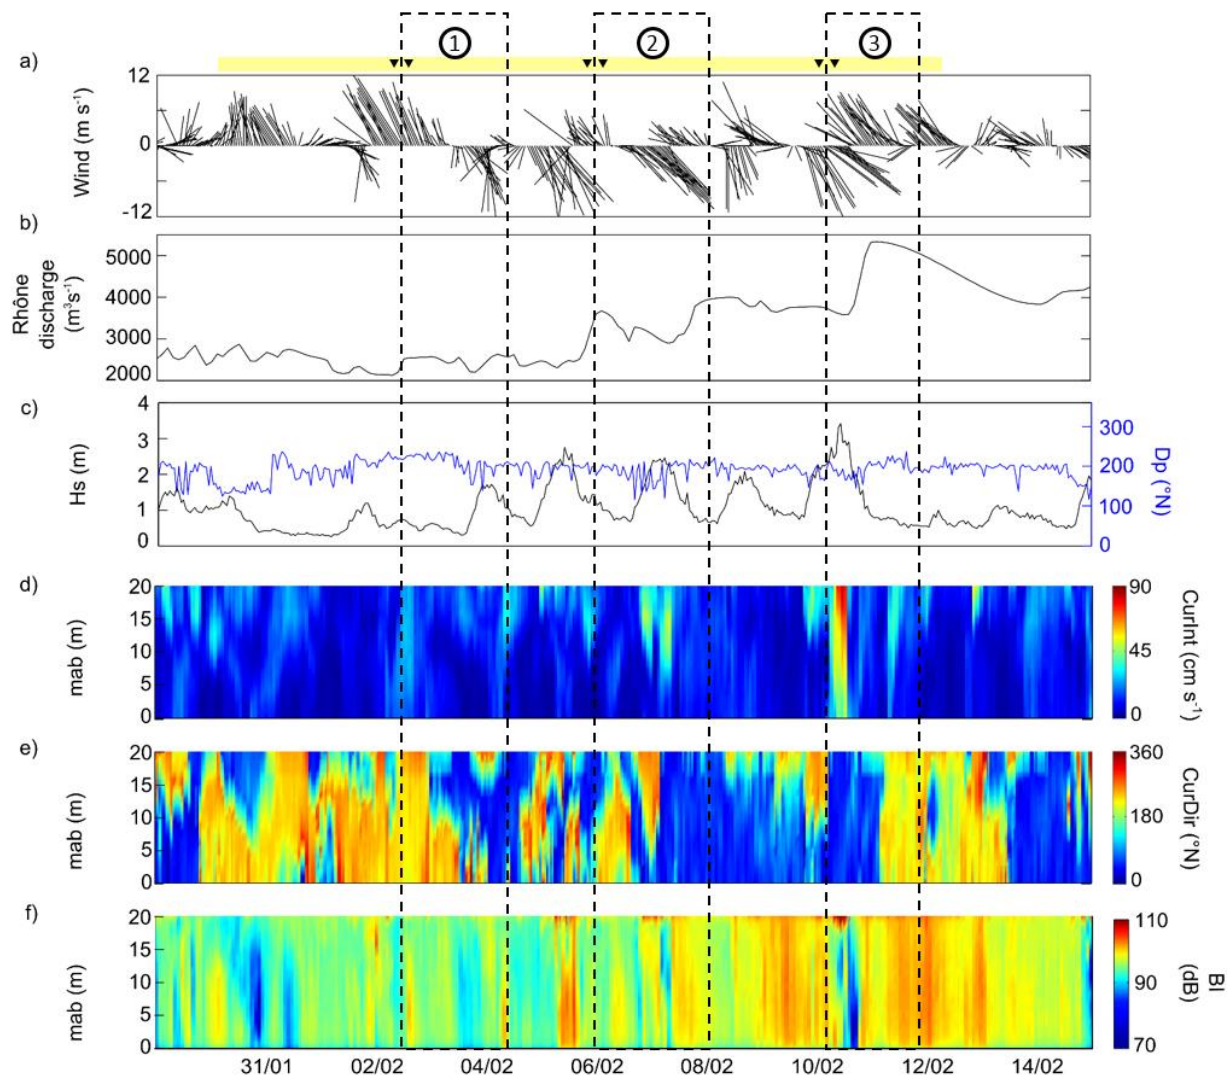 1 2 3
a)
Wind (m s⁻¹)
12
0
-12
b)
Rhône
discharge
(m³s⁻¹)
5000
4000
3000
2000
c)
Hs (m)
4
3
2
1
0
300
200
100
0
Dp (°N)
d)
mab (m)
20
15
10
5
0
90
45
0
CurInt (cm s⁻¹)
e)
mab (m)
20
15
10
5
0
360
180
0
CurDir (°N)
f)
mab (m)
20
15
10
5
0
110
90
70
BI
(dB)
31/01 02/02 04/02 06/02 08/02 10/02 12/02 14/02